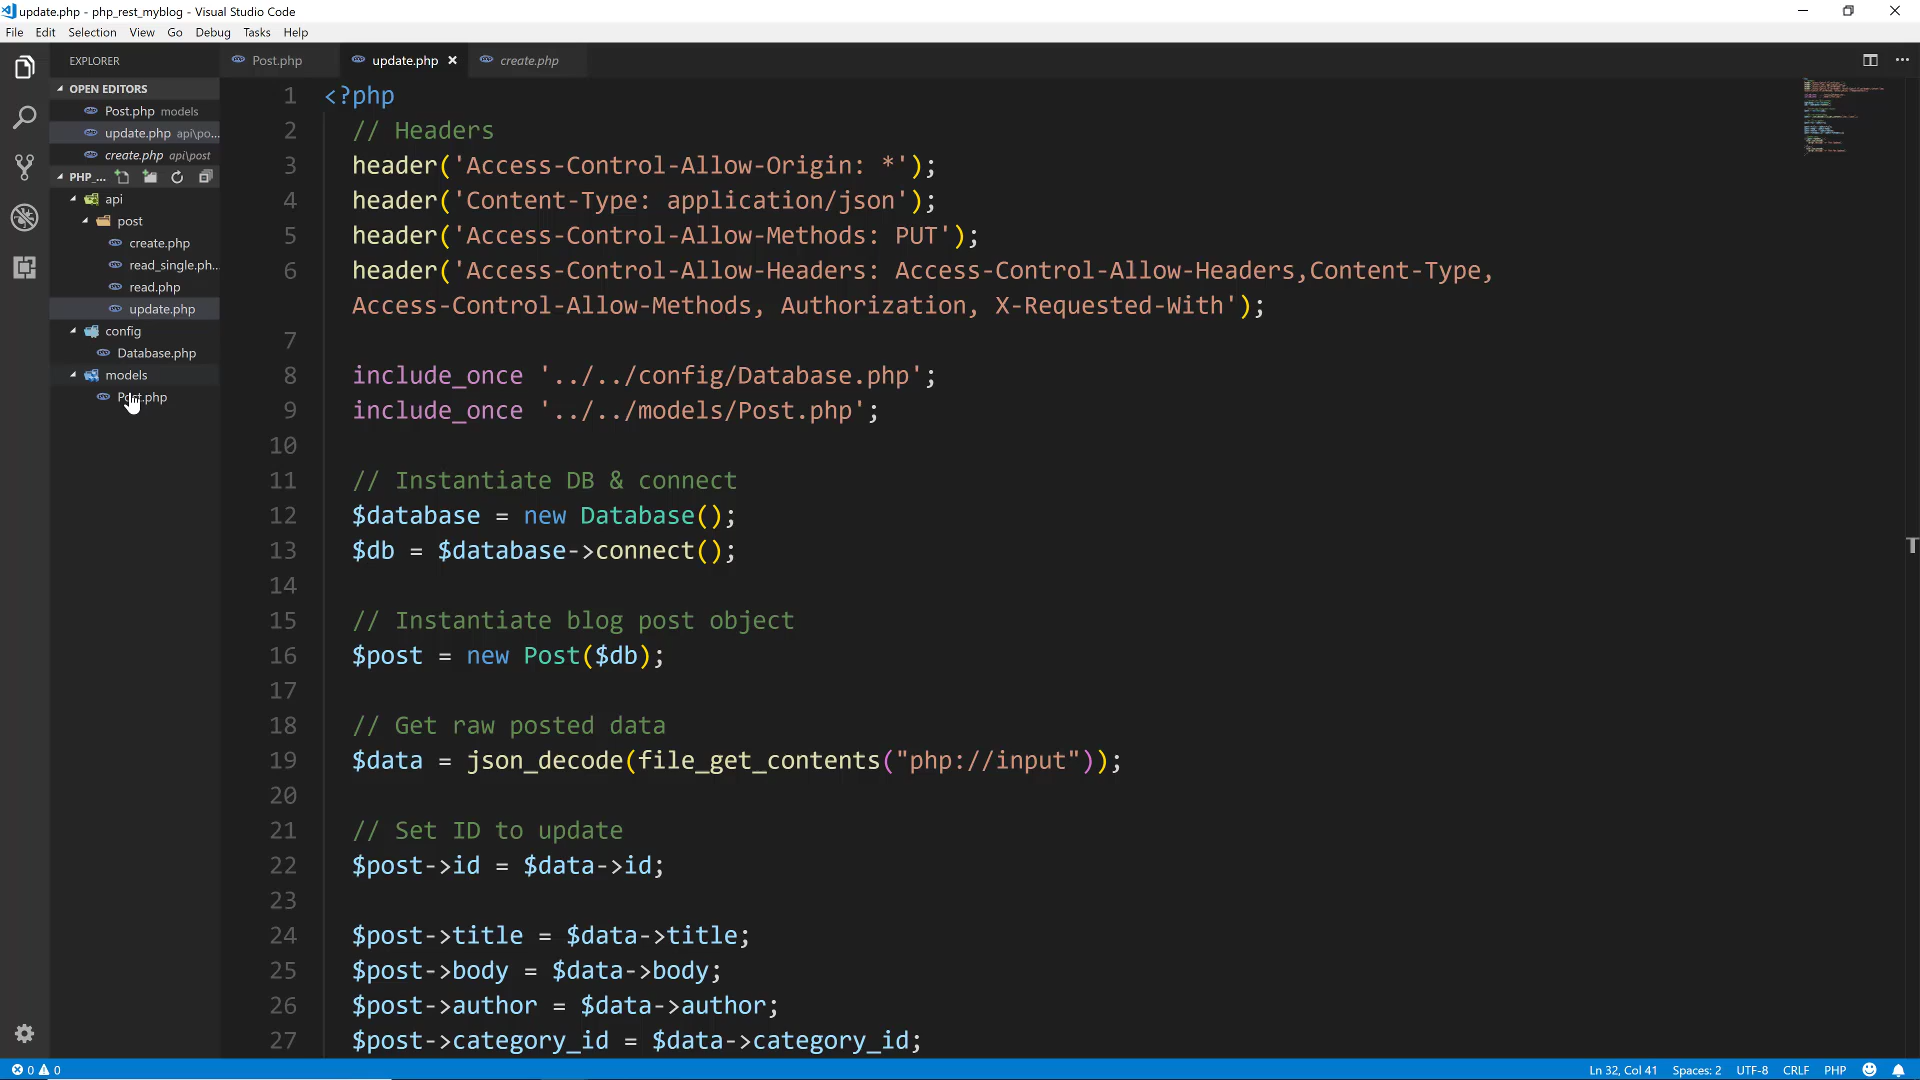 update.php - php_rest_myblog - Visual Studio Code
File Edit Selection View Go Debug Tasks Help
EXPLORER
OPEN EDITORS
Post.php models
update.php api\po...
create.php api\post
PHP_...
api
post
create.php
read_single.ph...
read.php
update.php
config
Database.php
models
Post.php
Post.php update.php create.php
1 <?php
2 // Headers
3 header('Access-Control-Allow-Origin: *');
4 header('Content-Type: application/json');
5 header('Access-Control-Allow-Methods: PUT');
6 header('Access-Control-Allow-Headers: Access-Control-Allow-Headers,Content-Type,
Access-Control-Allow-Methods, Authorization, X-Requested-With');
7
8 include_once '../../config/Database.php';
9 include_once '../../models/Post.php';
10
11 // Instantiate DB & connect
12 $database = new Database();
13 $db = $database->connect();
14
15 // Instantiate blog post object
16 $post = new Post($db);
17
18 // Get raw posted data
19 $data = json_decode(file_get_contents("php://input"));
20
21 // Set ID to update
22 $post->id = $data->id;
23
24 $post->title = $data->title;
25 $post->body = $data->body;
26 $post->author = $data->author;
27 $post->category_id = $data->category_id;
0 0 Ln 32, Col 41 Spaces: 2 UTF-8 CRLF PHP